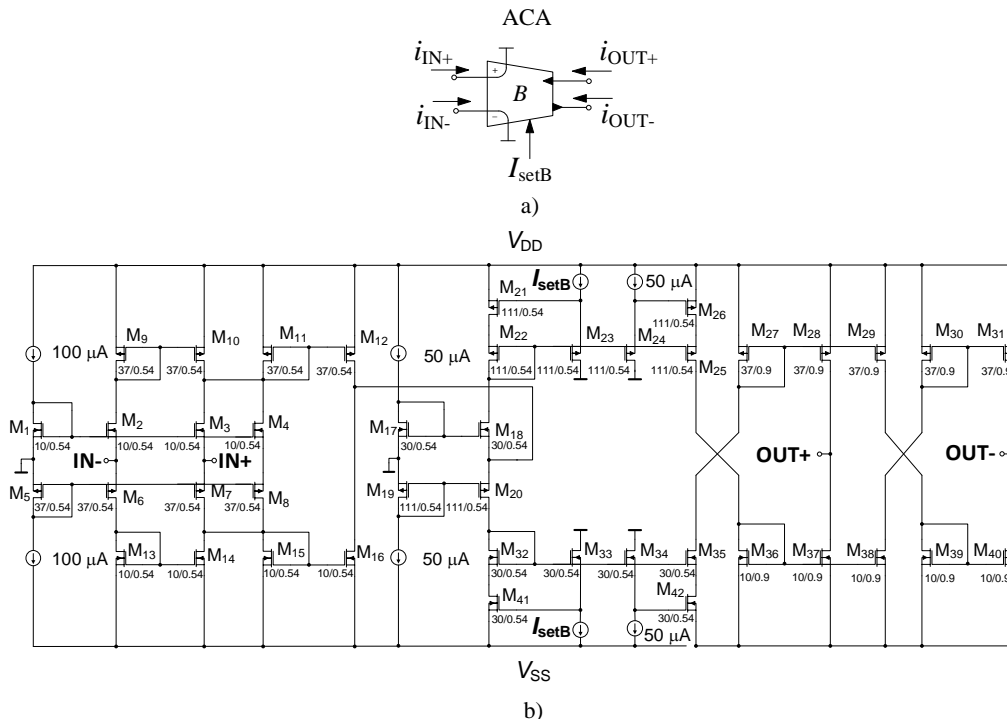 ACA
iIN+
iOUT+
+
B
iIN-
iOUT-
−
IsetB
a)
VDD
M21
IsetB
50 µA
M26
111/0.54
111/0.54
M9
M10
M11
M12
M22
M23
M24
M25
M27
M28
M29
M30
M31
100 µA
37/0.54
37/0.54
37/0.54
37/0.54
50 µA
111/0.54
111/0.54
111/0.54
111/0.54
37/0.9
37/0.9
37/0.9
37/0.9
37/0.9
M1
M2
M3
M4
M17
M18
10/0.54
10/0.54
10/0.54
10/0.54
30/0.54
30/0.54
IN-
IN+
OUT+
OUT-
M5
M6
M7
M8
M19
M20
37/0.54
37/0.54
37/0.54
37/0.54
111/0.54
111/0.54
100 µA
M13
M14
M15
M16
50 µA
M32
M33
M34
M35
M36
M37
M38
M39
M40
10/0.54
10/0.54
10/0.54
10/0.54
30/0.54
30/0.54
30/0.54
30/0.54
10/0.9
10/0.9
10/0.9
10/0.9
10/0.9
M41
M42
30/0.54
30/0.54
IsetB
50 µA
VSS
b)